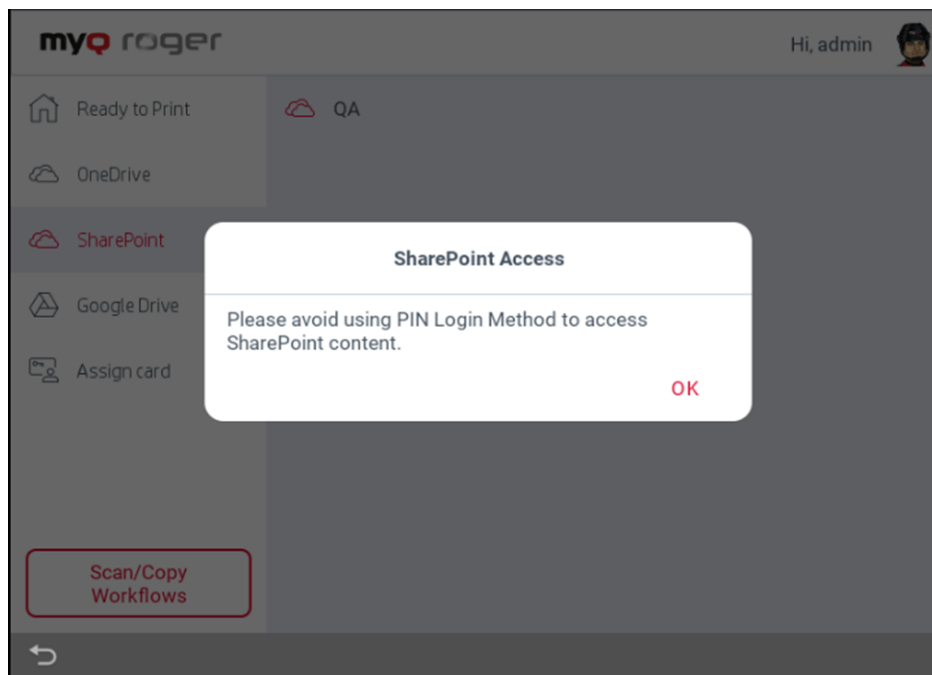 myQ roger
Hi, admin
Ready to Print
QA
OneDrive
SharePoint
Google Drive
Assign card
SharePoint Access
Please avoid using PIN Login Method to access
SharePoint content.
OK
Scan/Copy
Workflows